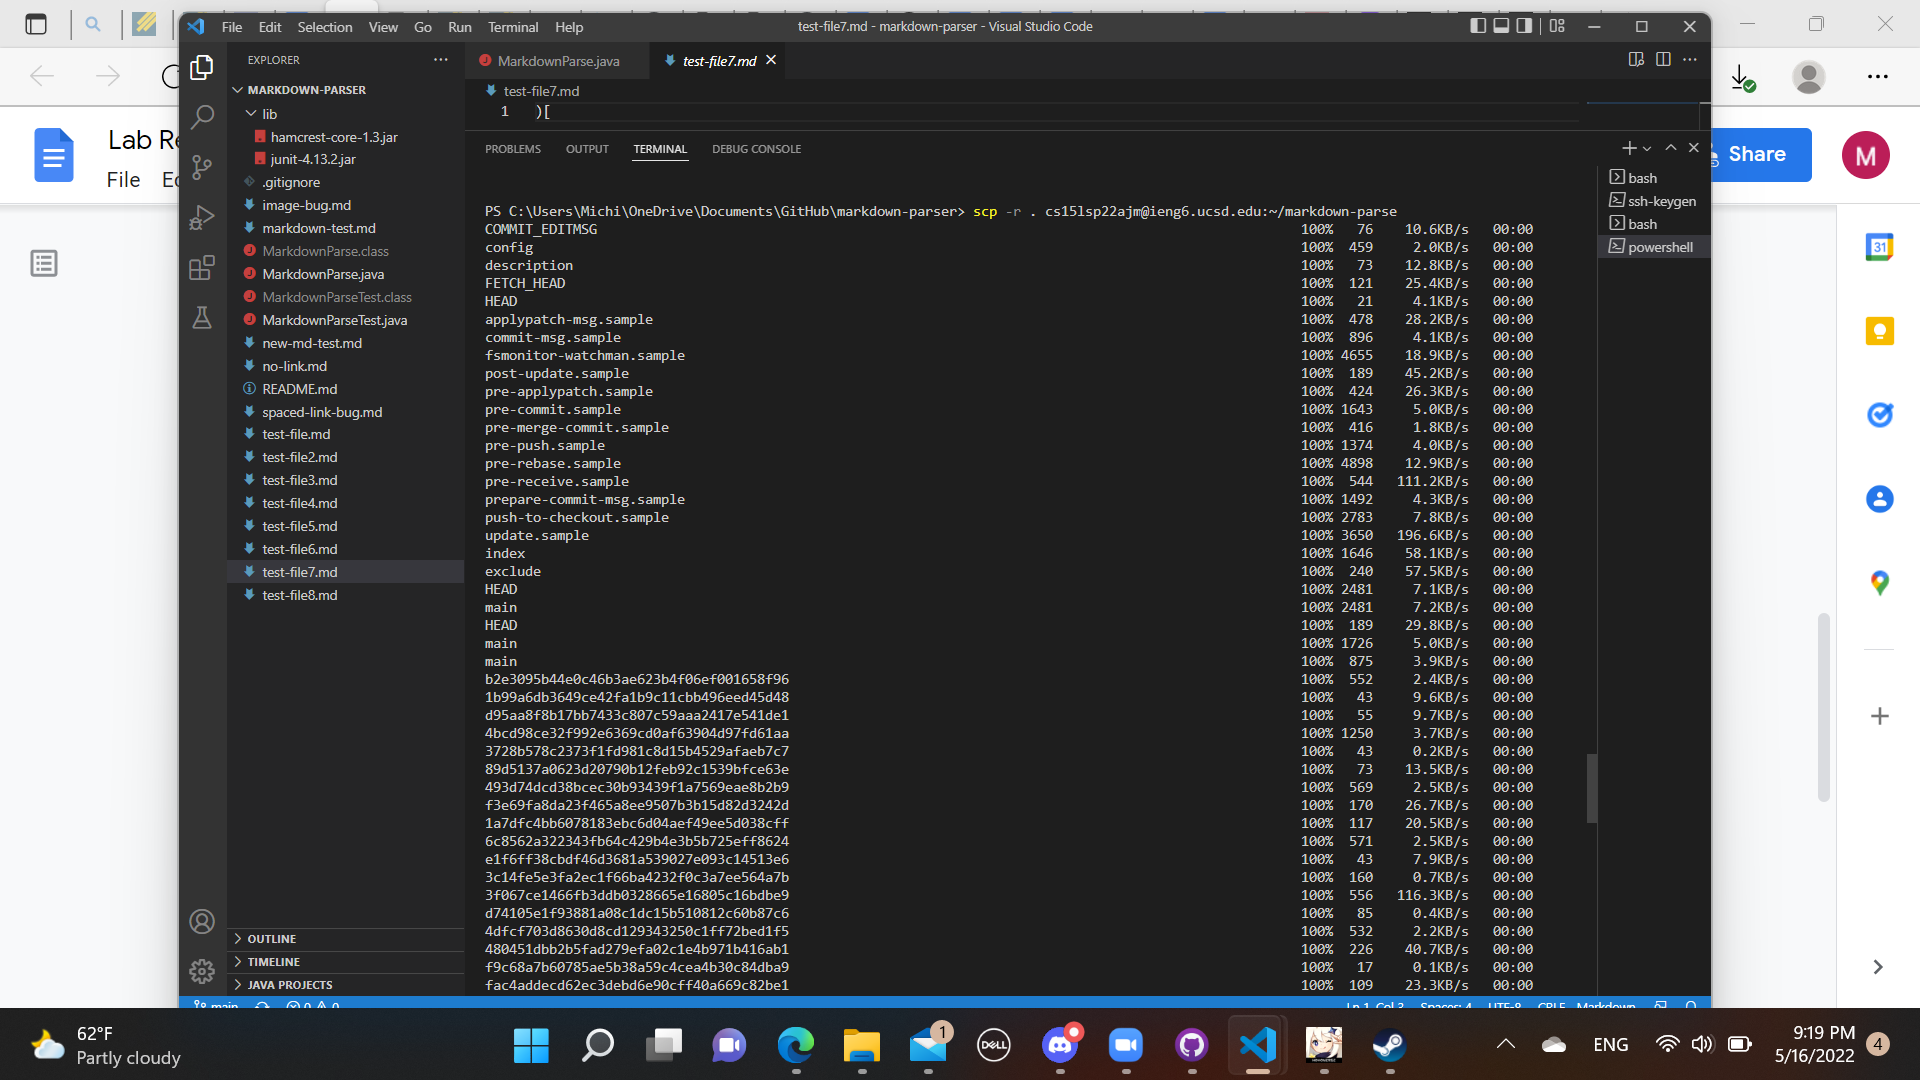 File Edit Selection View Go Run Terminal Help
test-file7.md - markdown-parser - Visual Studio Code
Lab Re
File
Share
M
EXPLORER
MARKDOWN-PARSER
lib
hamcrest-core-1.3.jar
junit-4.13.2.jar
.gitignore
image-bug.md
markdown-test.md
MarkdownParse.class
MarkdownParse.java
MarkdownParseTest.class
MarkdownParseTest.java
new-md-test.md
no-link.md
README.md
spaced-link-bug.md
test-file.md
test-file2.md
test-file3.md
test-file4.md
test-file5.md
test-file6.md
test-file7.md
test-file8.md
OUTLINE
TIMELINE
JAVA PROJECTS
MarkdownParse.java test-file7.md
test-file7.md
1 )[
PROBLEMS OUTPUT TERMINAL DEBUG CONSOLE
bash
ssh-keygen
bash
powershell
PS C:\Users\Michi\OneDrive\Documents\GitHub\markdown-parser> scp -r . cs15lsp22ajm@ieng6.ucsd.edu:~/markdown-parse
COMMIT_EDITMSG 100% 76 10.6KB/s 00:00
config 100% 459 2.0KB/s 00:00
description 100% 73 12.8KB/s 00:00
FETCH_HEAD 100% 121 25.4KB/s 00:00
HEAD 100% 21 4.1KB/s 00:00
applypatch-msg.sample 100% 478 28.2KB/s 00:00
commit-msg.sample 100% 896 4.1KB/s 00:00
fsmonitor-watchman.sample 100% 4655 18.9KB/s 00:00
post-update.sample 100% 189 45.2KB/s 00:00
pre-applypatch.sample 100% 424 26.3KB/s 00:00
pre-commit.sample 100% 1643 5.0KB/s 00:00
pre-merge-commit.sample 100% 416 1.8KB/s 00:00
pre-push.sample 100% 1374 4.0KB/s 00:00
pre-rebase.sample 100% 4898 12.9KB/s 00:00
pre-receive.sample 100% 544 111.2KB/s 00:00
prepare-commit-msg.sample 100% 1492 4.3KB/s 00:00
push-to-checkout.sample 100% 2783 7.8KB/s 00:00
update.sample 100% 3650 196.6KB/s 00:00
index 100% 1646 58.1KB/s 00:00
exclude 100% 240 57.5KB/s 00:00
HEAD 100% 2481 7.1KB/s 00:00
main 100% 2481 7.2KB/s 00:00
HEAD 100% 189 29.8KB/s 00:00
main 100% 1726 5.0KB/s 00:00
main 100% 875 3.9KB/s 00:00
b2e3095b44e0c46b3ae623b4f06ef001658f96 100% 552 2.4KB/s 00:00
1b99a6db3649ce42fa1b9c11cbb496eed45d48 100% 43 9.6KB/s 00:00
d95aa8f8b17bb7433c807c59aaa2417e541de1 100% 55 9.7KB/s 00:00
4bcd98ce32f992e6369cd0af63904d97fd61aa 100% 1250 3.7KB/s 00:00
3728b578c2373f1fd981c8d15b4529afaeb7c7 100% 43 0.2KB/s 00:00
89d5137a0623d20790b12feb92c1539bfce63e 100% 73 13.5KB/s 00:00
493d74dcd38bcec30b93439f1a7569eae8b2b9 100% 569 2.5KB/s 00:00
f3e69fa8da23f465a8ee9507b3b15d82d3242d 100% 170 26.7KB/s 00:00
1a7dfc4bb6078183ebc6d04aef49ee5d038cff 100% 117 20.5KB/s 00:00
6c8562a322343fb64c429b4e3b5b725eff8624 100% 571 2.5KB/s 00:00
e1f6ff38cbdf46d3681a539027e093c14513e6 100% 43 7.9KB/s 00:00
3c14fe5e3fa2ec1f66ba4232f0c3a7ee564a7b 100% 160 0.7KB/s 00:00
3f067ce1466fb3ddb0328665e16805c16bdbe9 100% 556 116.3KB/s 00:00
d74105e1f93881a08c1dc15b510812c60b87c6 100% 85 0.4KB/s 00:00
4dfcf703d8630d8cd129343250c1ff72bed1f5 100% 532 2.2KB/s 00:00
480451dbb2b5fad279efa02c1e4b971b416ab1 100% 226 40.7KB/s 00:00
f9c68a7b60785ae5b38a59c4cea4b30c84dba9 100% 17 0.1KB/s 00:00
fac4addecd62ec3debd6e90cff40a669c82be1 100% 109 23.3KB/s 00:00
main 0 0 Ln 1, Col 3 Spaces: 4 UTF-8 CRLF Markdown
31
62°F
Partly cloudy
1
DELL
ENG
9:19 PM
5/16/2022
4